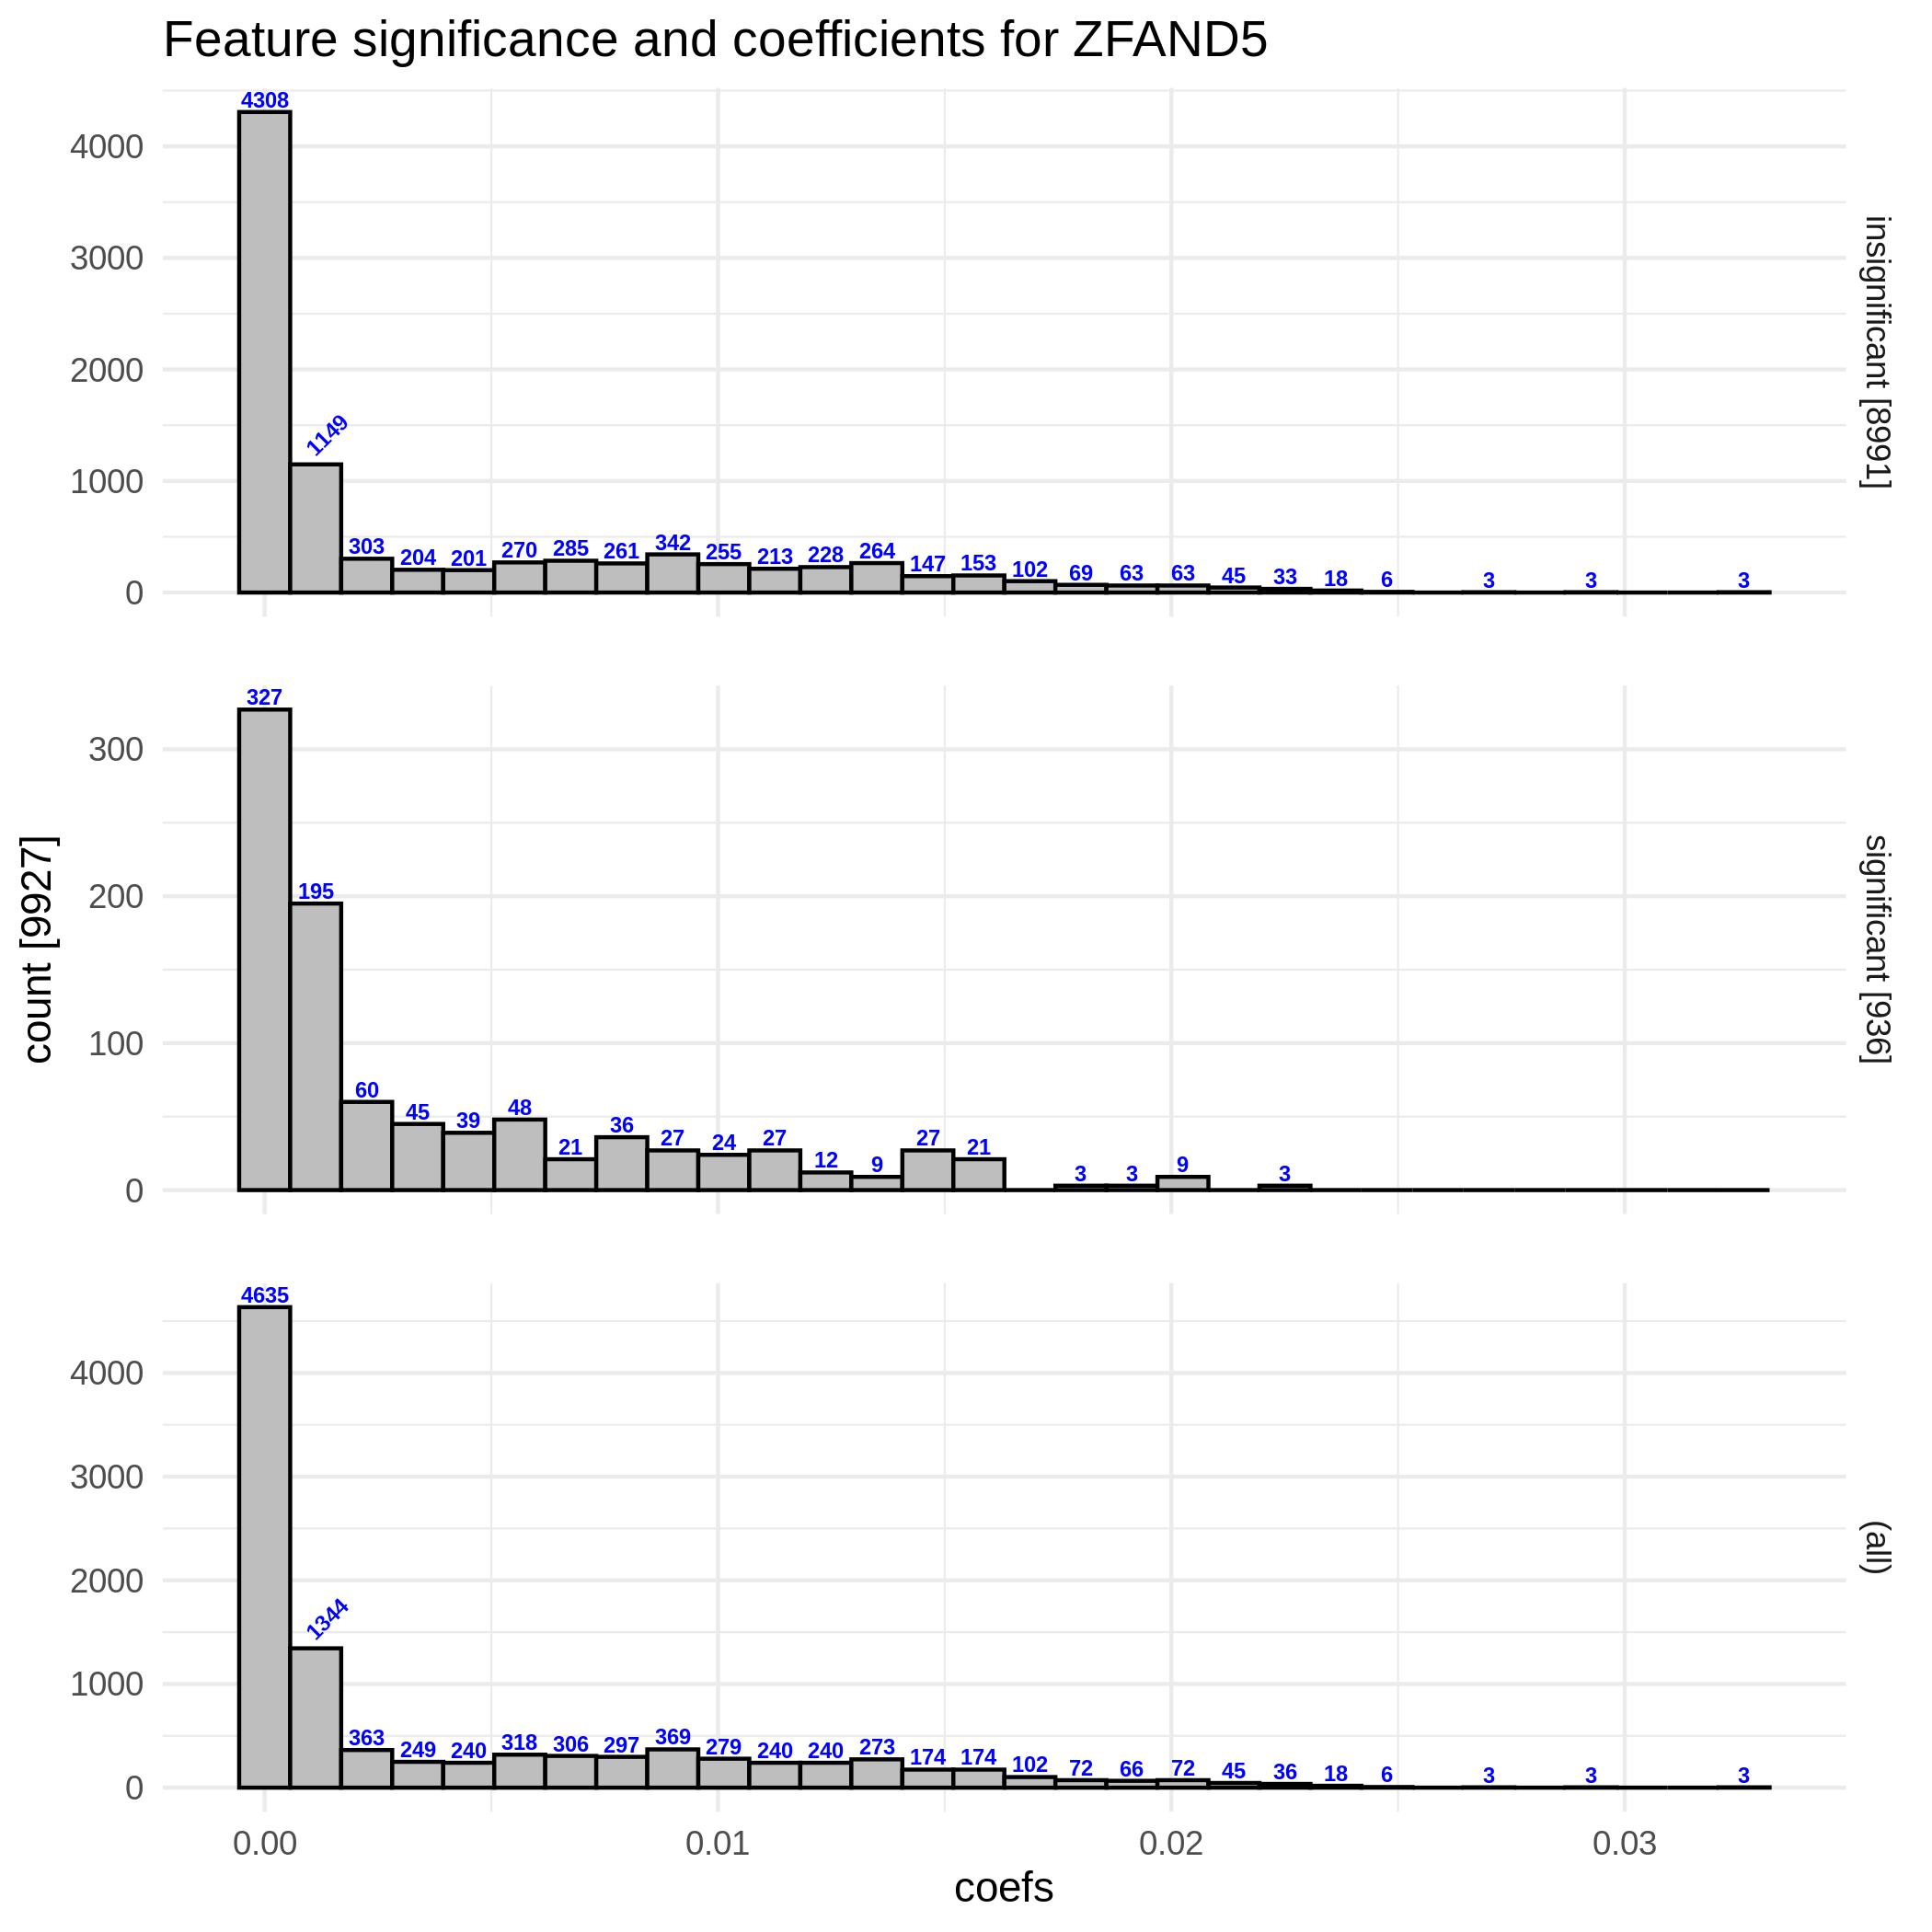 Feature significance and coefficients for ZFAND5
4308
4000
3000
2000
1149
1000
303 204 201 270 285 261 342 255 213 228 264 147 153 102 69 63 63 45 33 18 6 3 3 3
0
insignificant [8991]
327
300
195
200
100
60 45 39 48 21 36 27 24 27 12 9 27 21 3 3 9 3
0
significant [936]
count [9927]
4635
4000
3000
2000
1344
1000
363 249 240 318 306 297 369 279 240 240 273 174 174 102 72 66 72 45 36 18 6 3 3 3
0
(all)
0.00 0.01 0.02 0.03
coefs